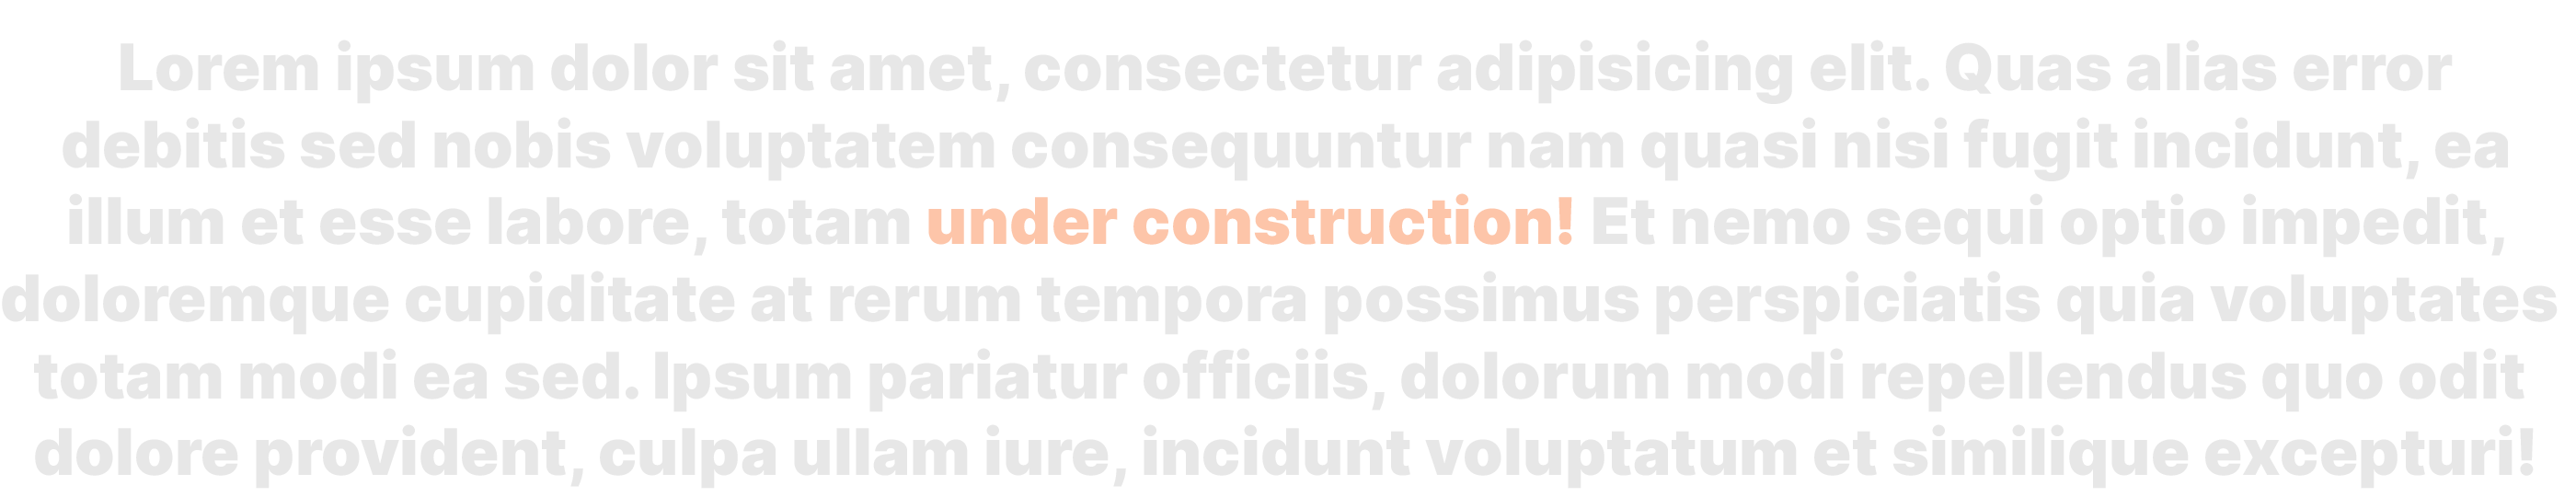 Lorem ipsum dolor sit amet, consectetur adipisicing elit. Quas alias error
debitis sed nobis voluptatem consequuntur nam quasi nisi fugit incidunt, ea
illum et esse labore, totam under construction! Et nemo sequi optio impedit,
doloremque cupiditate at rerum tempora possimus perspiciatis quia voluptates
totam modi ea sed. Ipsum pariatur officiis, dolorum modi repellendus quo odit
dolore provident, culpa ullam iure, incidunt voluptatum et similique excepturi!